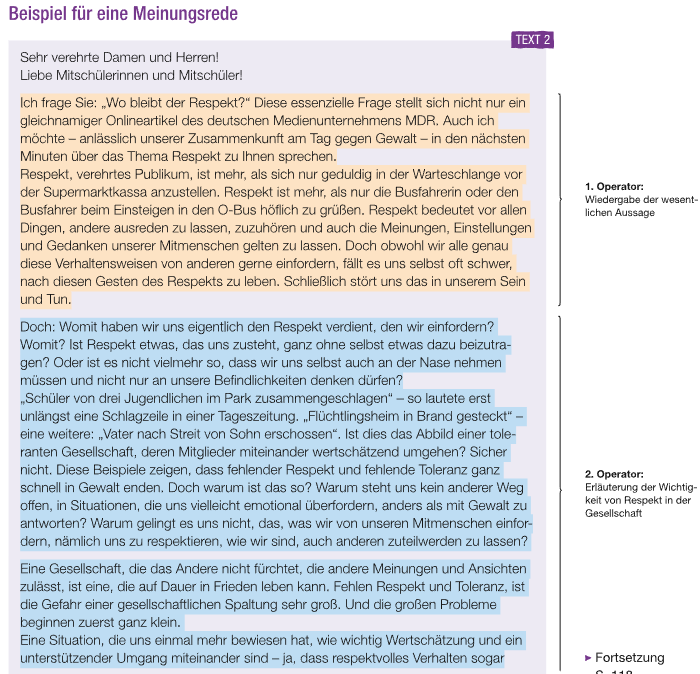 Beispiel für eine Meinungsrede
TEXT 2
Sehr verehrte Damen und Herren!
Liebe Mitschülerinnen und Mitschüler!
Ich frage Sie: „Wo bleibt der Respekt?“ Diese essenzielle Frage stellt sich nicht nur ein
gleichnamiger Onlineartikel des deutschen Medienunternehmens MDR. Auch ich
möchte – anlässlich unserer Zusammenkunft am Tag gegen Gewalt – in den nächsten
Minuten über das Thema Respekt zu Ihnen sprechen.
Respekt, verehrtes Publikum, ist mehr, als sich nur geduldig in der Warteschlange vor
der Supermarktkassa anzustellen. Respekt ist mehr, als nur die Busfahrerin oder den
Busfahrer beim Einsteigen in den O-Bus höflich zu grüßen. Respekt bedeutet vor allen
Dingen, andere ausreden zu lassen, zuzuhören und auch die Meinungen, Einstellungen
und Gedanken unserer Mitmenschen gelten zu lassen. Doch obwohl wir alle genau
diese Verhaltensweisen von anderen gerne einfordern, fällt es uns selbst oft schwer,
nach diesen Gesten des Respekts zu leben. Schließlich stört uns das in unserem Sein
und Tun.
1. Operator:
Wiedergabe der wesent-
lichen Aussage
Doch: Womit haben wir uns eigentlich den Respekt verdient, den wir einfordern?
Womit? Ist Respekt etwas, das uns zusteht, ganz ohne selbst etwas dazu beizutra-
gen? Oder ist es nicht vielmehr so, dass wir uns selbst auch an der Nase nehmen
müssen und nicht nur an unsere Befindlichkeiten denken dürfen?
„Schüler von drei Jugendlichen im Park zusammengeschlagen“ – so lautete erst
unlängst eine Schlagzeile in einer Tageszeitung. „Flüchtlingsheim in Brand gesteckt“ –
eine weitere: „Vater nach Streit von Sohn erschossen“. Ist dies das Abbild einer tole-
ranten Gesellschaft, deren Mitglieder miteinander wertschätzend umgehen? Sicher
nicht. Diese Beispiele zeigen, dass fehlender Respekt und fehlende Toleranz ganz
schnell in Gewalt enden. Doch warum ist das so? Warum steht uns kein anderer Weg
offen, in Situationen, die uns vielleicht emotional überfordern, anders als mit Gewalt zu
antworten? Warum gelingt es uns nicht, das, was wir von unseren Mitmenschen einfor-
dern, nämlich uns zu respektieren, wie wir sind, auch anderen zuteilwerden zu lassen?
2. Operator:
Erläuterung der Wichtig-
keit von Respekt in der
Gesellschaft
Eine Gesellschaft, die das Andere nicht fürchtet, die andere Meinungen und Ansichten
zulässt, ist eine, die auf Dauer in Frieden leben kann. Fehlen Respekt und Toleranz, ist
die Gefahr einer gesellschaftlichen Spaltung sehr groß. Und die großen Probleme
beginnen zuerst ganz klein.
Eine Situation, die uns einmal mehr bewiesen hat, wie wichtig Wertschätzung und ein
unterstützender Umgang miteinander sind – ja, dass respektvolles Verhalten sogar
▸ Fortsetzung
S. 118